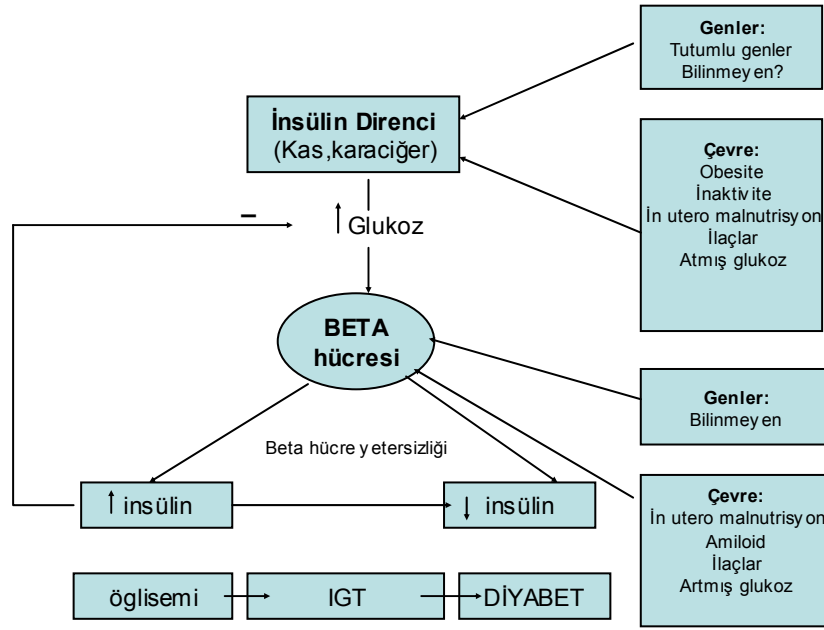 Genler:
Tutumlu genler
Bilinmeyen?
İnsülin Direnci
(Kas,karaciğer)
Çevre:
Obesite
İnaktivite
İn utero malnutrisyon
İlaçlar
Atmış glukoz
–
↑ Glukoz
BETA
hücresi
Genler:
Bilinmeyen
Beta hücre yetersizliği
↑ insülin
↓ insülin
Çevre:
İn utero malnutrisyon
Amiloid
İlaçlar
Artmış glukoz
öglisemi
IGT
DİYABET